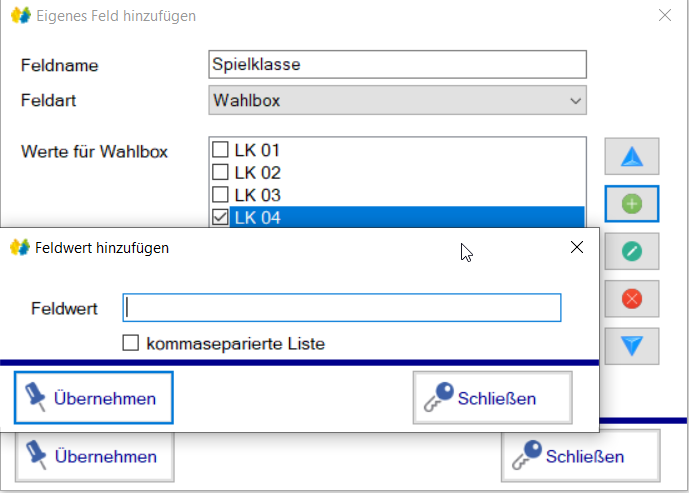 Eigenes Feld hinzufügen
Feldname Spielklasse
Feldart Wahlbox
Werte für Wahlbox
LK 01
LK 02
LK 03
LK 04
Feldwert hinzufügen
Feldwert
kommaseparierte Liste
Übernehmen Schließen
Übernehmen Schließen